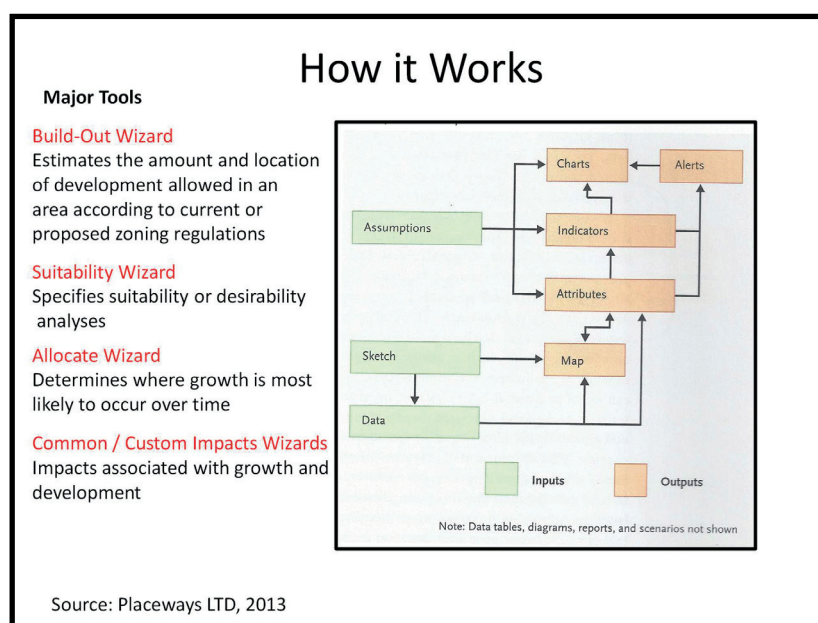 How it Works
Major Tools
Build-Out Wizard
Estimates the amount and location
of development allowed in an
area according to current or
proposed zoning regulations
Suitability Wizard
Specifies suitability or desirability
analyses
Allocate Wizard
Determines where growth is most
likely to occur over time
Common / Custom Impacts Wizards
Impacts associated with growth and
development
Charts
Alerts
Assumptions
Indicators
Attributes
Sketch
Map
Data
Inputs
Outputs
Note: Data tables, diagrams, reports, and scenarios not shown
Source: Placeways LTD, 2013